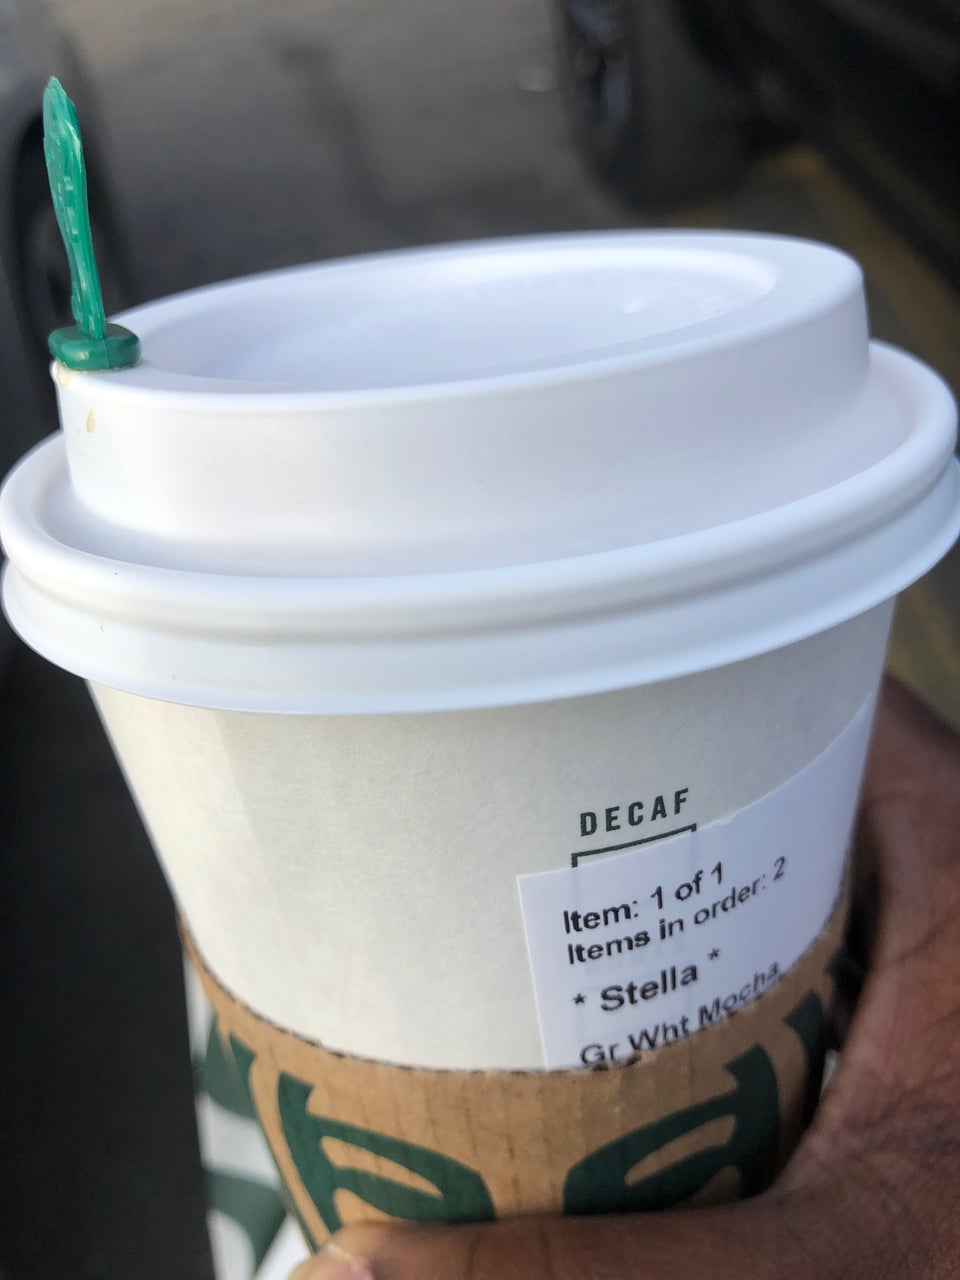 DECAF
Item: 1 of 1
Items in order: 2
* Stella *
Gr Wht Mocha